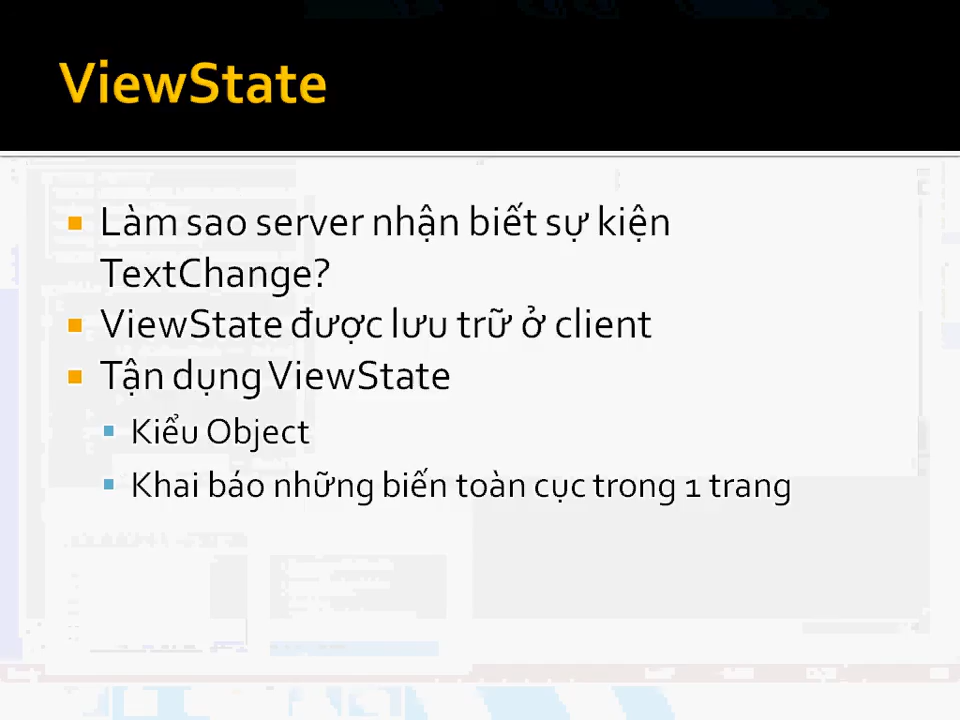 ViewState
Làm sao server nhận biết sự kiện
TextChange?
ViewState được lưu trữ ở client
Tận dụng ViewState
Kiểu Object
Khai báo những biến toàn cục trong 1 trang